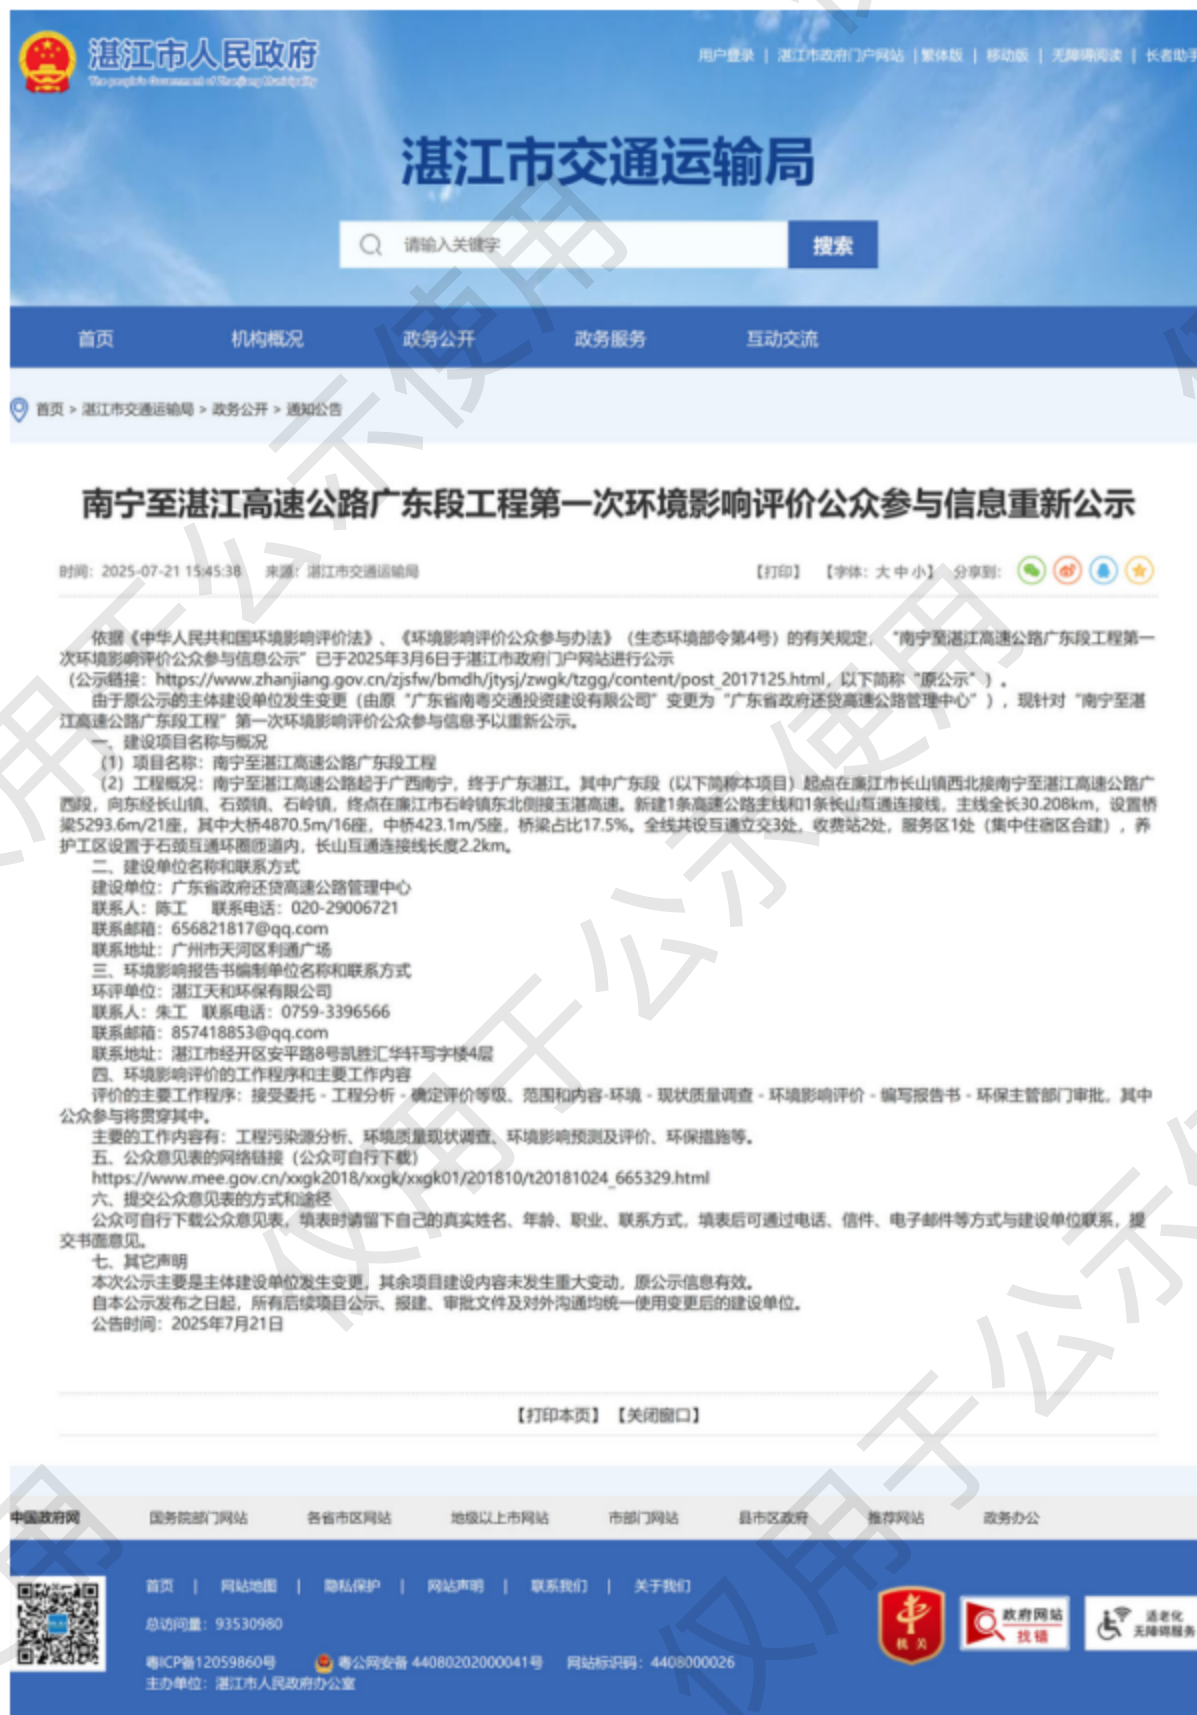 湛江市人民政府
The people's Government of Zhanjiang Municipality
用户登录 | 湛江市政府门户网站 | 繁体版 | 移动版 | 无障碍阅读 | 长者助手
湛江市交通运输局
请输入关键字 搜索
首页 机构概况 政务公开 政务服务 互动交流
首页 > 湛江市交通运输局 > 政务公开 > 通知公告
南宁至湛江高速公路广东段工程第一次环境影响评价公众参与信息重新公示
时间：2025-07-21 15:45:38 来源：湛江市交通运输局 【打印】 【字体：大 中 小】 分享到：
依据《中华人民共和国环境影响评价法》、《环境影响评价公众参与办法》（生态环境部令第4号）的有关规定，“南宁至湛江高速公路广东段工程第一
次环境影响评价公众参与信息公示”已于2025年3月6日于湛江市政府门户网站进行公示
（公示链接：https://www.zhanjiang.gov.cn/zjsfw/bmdh/jtysj/zwgk/tzgg/content/post_2017125.html，以下简称“原公示”）。
由于原公示的主体建设单位发生变更（由原“广东省南粤交通投资建设有限公司”变更为“广东省政府还贷高速公路管理中心”），现针对“南宁至湛
江高速公路广东段工程”第一次环境影响评价公众参与信息予以重新公示。
一、建设项目名称与概况
（1）项目名称：南宁至湛江高速公路广东段工程
（2）工程概况：南宁至湛江高速公路起于广西南宁，终于广东湛江。其中广东段（以下简称本项目）起点在廉江市长山镇西北接南宁至湛江高速公路广
西段，向东经长山镇、石颈镇、石岭镇，终点在廉江市石岭镇东北侧接玉湛高速。新建1条高速公路主线和1条长山互通连接线，主线全长30.208km，设置桥
梁5293.6m/21座，其中大桥4870.5m/16座，中桥423.1m/5座，桥梁占比17.5%。全线共设互通立交3处，收费站2处，服务区1处（集中住宿区合建），养
护工区设置于石颈互通环圈匝道内，长山互通连接线长度2.2km。
二、建设单位名称和联系方式
建设单位：广东省政府还贷高速公路管理中心
联系人：陈工 联系电话：020-29006721
联系邮箱：656821817@qq.com
联系地址：广州市天河区利通广场
三、环境影响报告书编制单位名称和联系方式
环评单位：湛江天和环保有限公司
联系人：朱工 联系电话：0759-3396566
联系邮箱：857418853@qq.com
联系地址：湛江市经开区安平路8号凯胜汇华轩写字楼4层
四、环境影响评价的工作程序和主要工作内容
评价的主要工作程序：接受委托 - 工程分析 - 确定评价等级、范围和内容-环境 - 现状质量调查 - 环境影响评价 - 编写报告书 - 环保主管部门审批，其中
公众参与将贯穿其中。
主要的工作内容有：工程污染源分析、环境质量现状调查、环境影响预测及评价、环保措施等。
五、公众意见表的网络链接（公众可自行下载）
https://www.mee.gov.cn/xxgk2018/xxgk/xxgk01/201810/t20181024_665329.html
六、提交公众意见表的方式和途径
公众可自行下载公众意见表，填表时请留下自己的真实姓名、年龄、职业、联系方式，填表后可通过电话、信件、电子邮件等方式与建设单位联系，提
交书面意见。
七、其它声明
本次公示主要是主体建设单位发生变更，其余项目建设内容未发生重大变动，原公示信息有效。
自本公示发布之日起，所有后续项目公示、报建、审批文件及对外沟通均统一使用变更后的建设单位。
公告时间：2025年7月21日
【打印本页】 【关闭窗口】
中国政府网 国务院部门网站 各省市区网站 地级以上市网站 市部门网站 县市区政府 推荐网站 政务办公
首页 | 网站地图 | 隐私保护 | 网站声明 | 联系我们 | 关于我们
总访问量：93530980
粤ICP备12059860号 粤公网安备 44080202000041号 网站标识码：4408000026
主办单位：湛江市人民政府办公室
机关
政府网站
找错
适老化
无障碍服务
仅用于公示使用